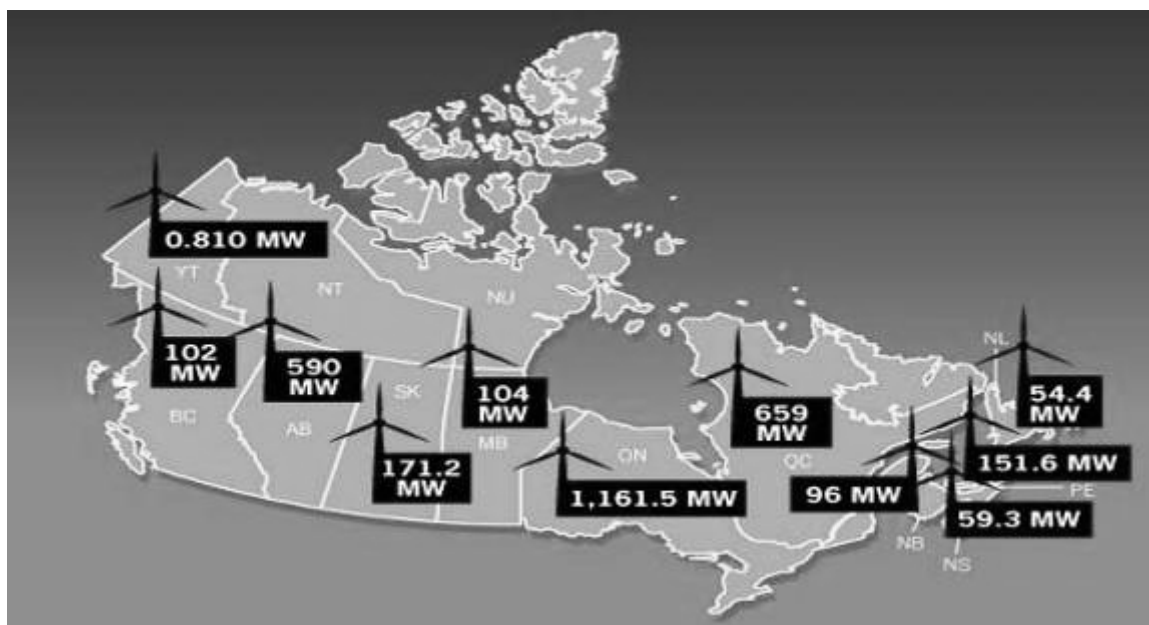 0.810 MW
YT
NT
NU
102
MW
590
MW
SK
104
MW
659
MW
NL
54.4
MW
BC
AB
171.2
MW
MB
ON
1,161.5 MW
QC
96 MW
151.6 MW
PE
59.3 MW
NB
NS